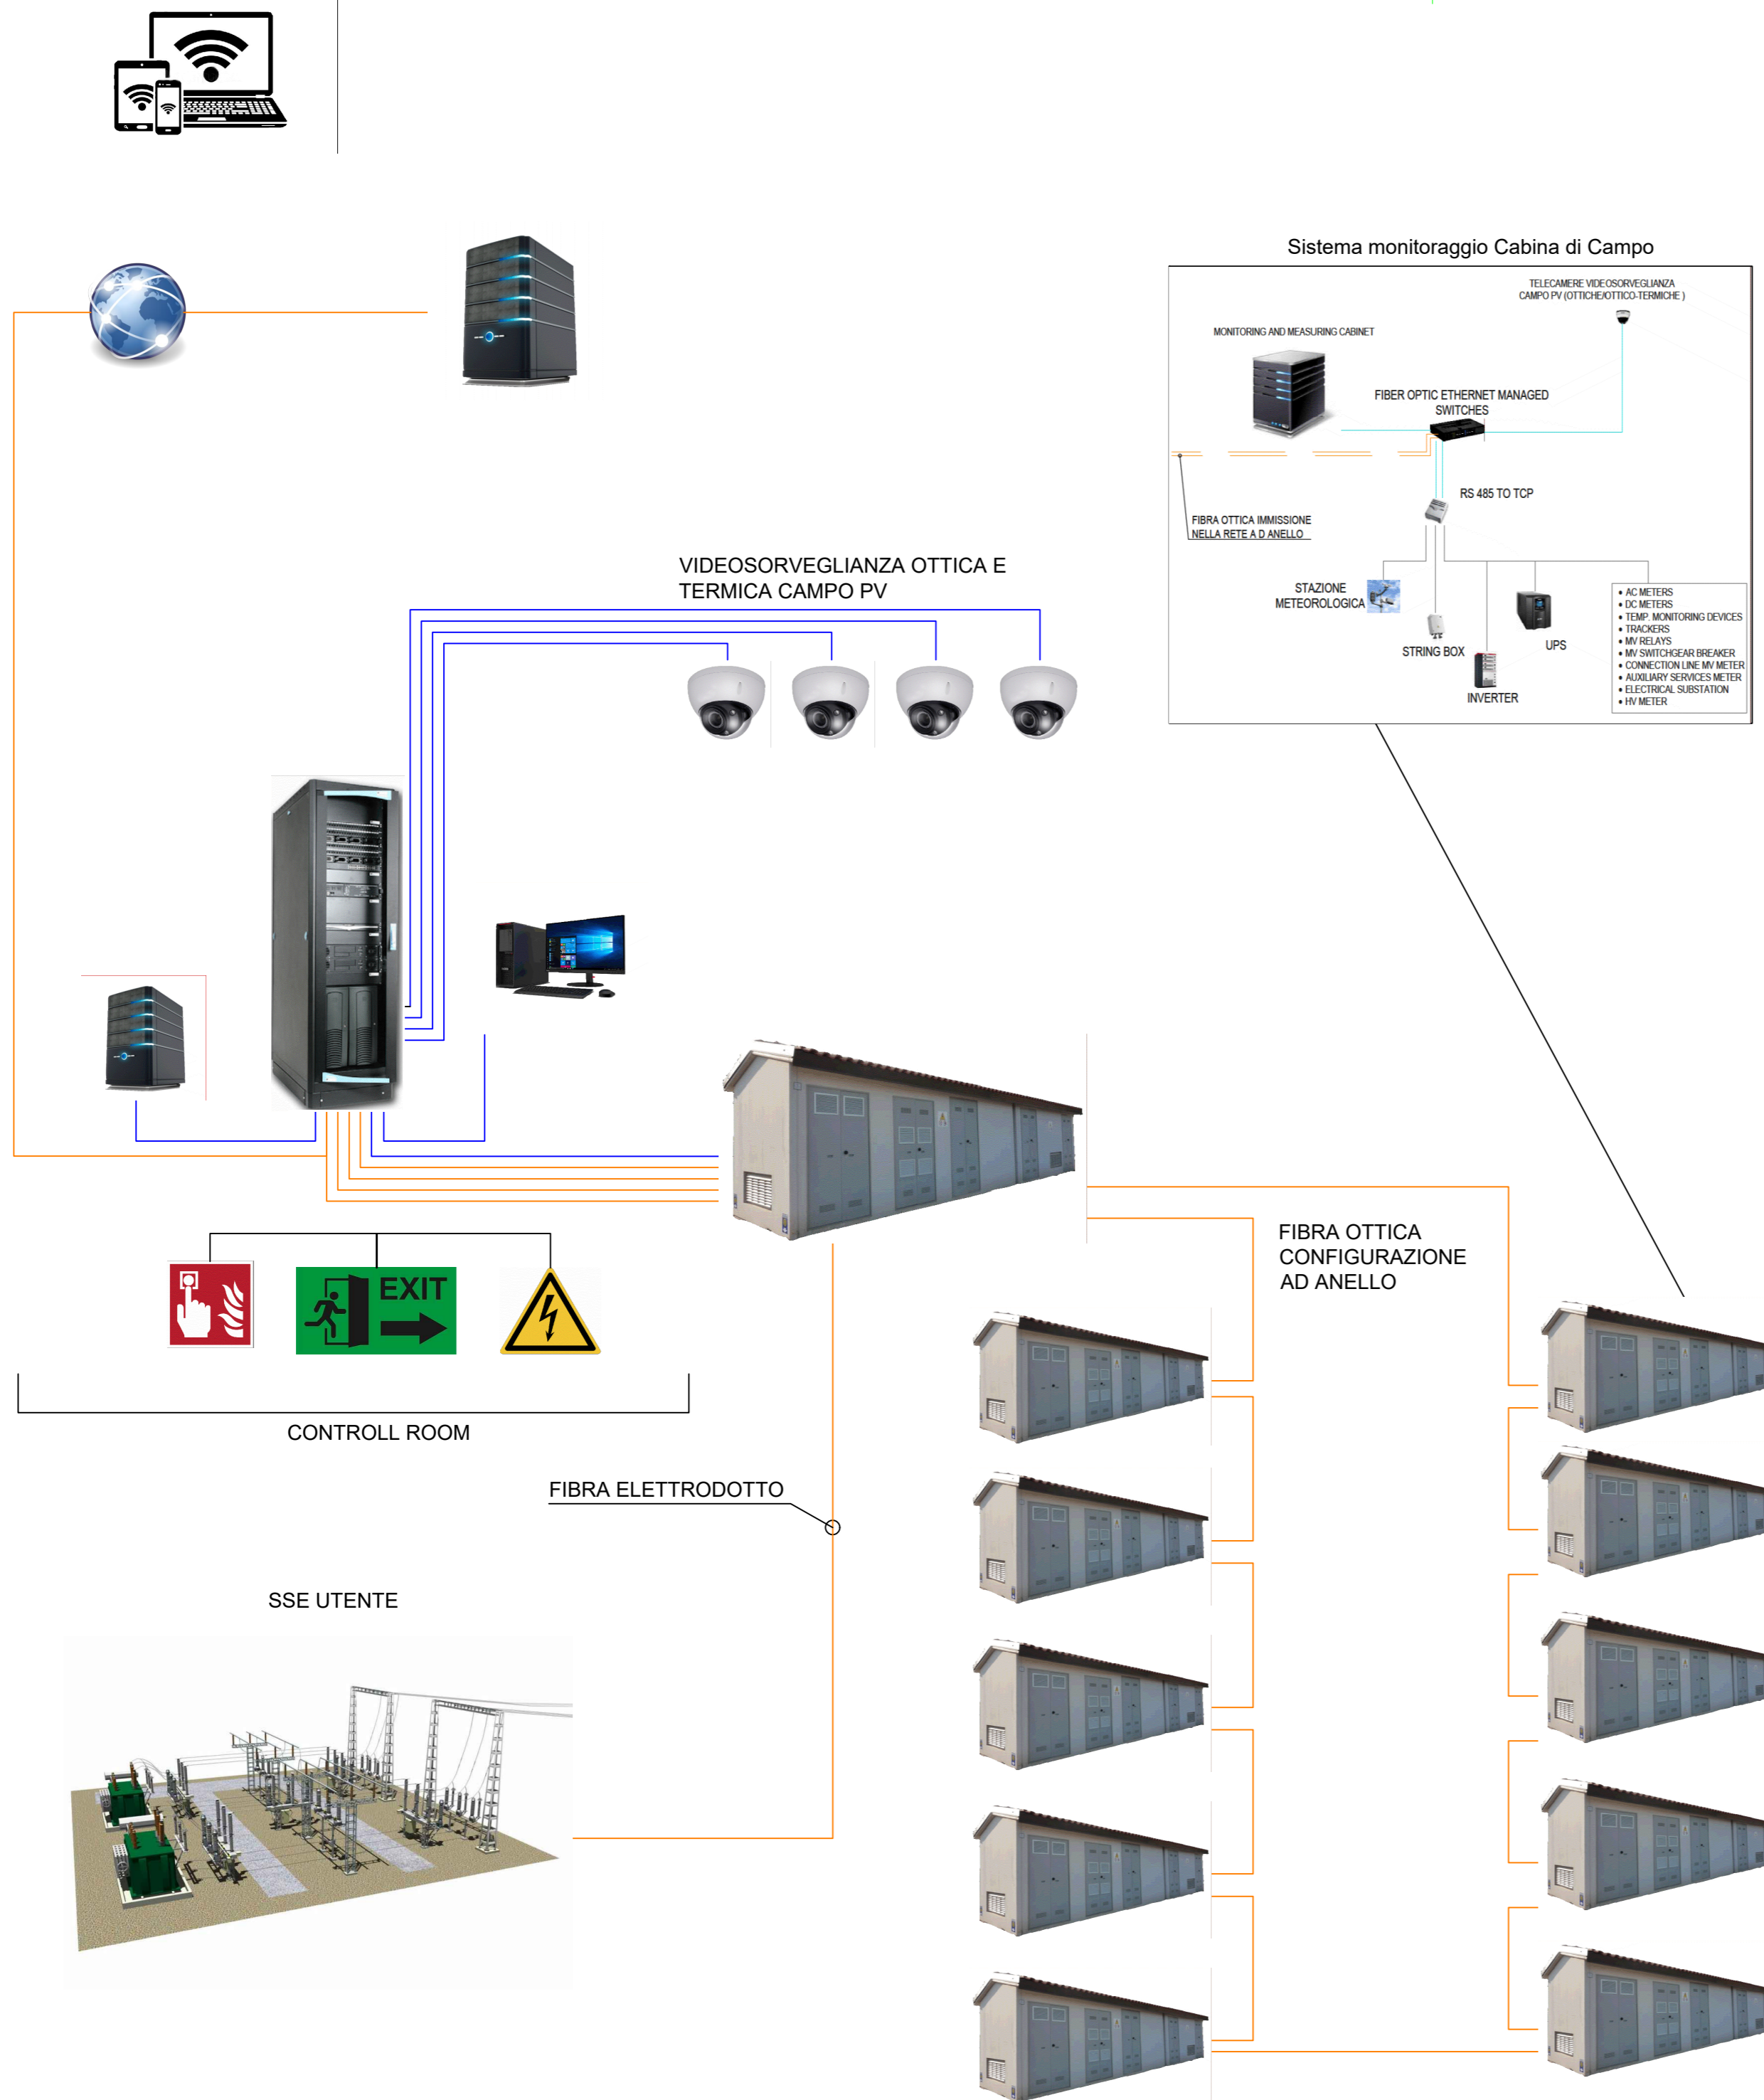 Sistema monitoraggio Cabina di Campo
TELECAMERE VIDEOSORVEGLIANZA
CAMPO PV (OTTICHE/OTTICO-TERMICHE )
MONITORING AND MEASURING CABINET
FIBER OPTIC ETHERNET MANAGED
SWITCHES
RS 485 TO TCP
FIBRA OTTICA IMMISSIONE
NELLA RETE A D ANELLO
STAZIONE
METEOROLOGICA
STRING BOX
INVERTER
UPS
• AC METERS
• DC METERS
• TEMP. MONITORING DEVICES
• TRACKERS
• MV RELAYS
• MV SWITCHGEAR BREAKER
• CONNECTION LINE MV METER
• AUXILIARY SERVICES METER
• ELECTRICAL SUBSTATION
• HV METER
VIDEOSORVEGLIANZA OTTICA E
TERMICA CAMPO PV
FIBRA OTTICA
CONFIGURAZIONE
AD ANELLO
EXIT
CONTROLL ROOM
FIBRA ELETTRODOTTO
SSE UTENTE